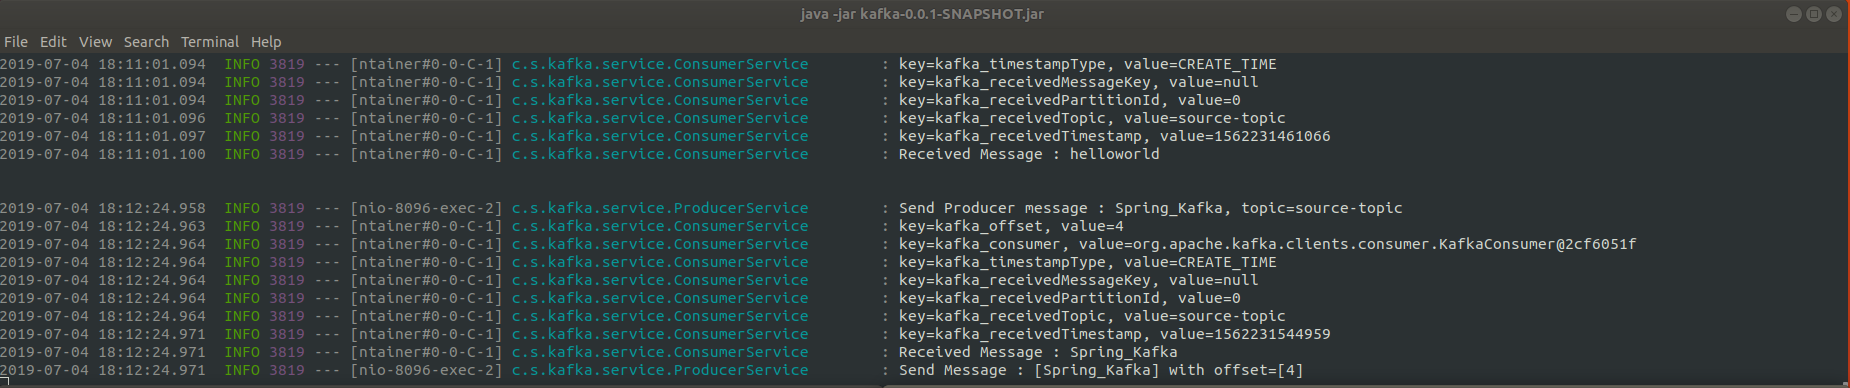 java -jar kafka-0.0.1-SNAPSHOT.jar
File Edit View Search Terminal Help
2019-07-04 18:11:01.094  INFO 3819 --- [ntainer#0-0-C-1] c.s.kafka.service.ConsumerService        : key=kafka_timestampType, value=CREATE_TIME
2019-07-04 18:11:01.094  INFO 3819 --- [ntainer#0-0-C-1] c.s.kafka.service.ConsumerService        : key=kafka_receivedMessageKey, value=null
2019-07-04 18:11:01.094  INFO 3819 --- [ntainer#0-0-C-1] c.s.kafka.service.ConsumerService        : key=kafka_receivedPartitionId, value=0
2019-07-04 18:11:01.096  INFO 3819 --- [ntainer#0-0-C-1] c.s.kafka.service.ConsumerService        : key=kafka_receivedTopic, value=source-topic
2019-07-04 18:11:01.097  INFO 3819 --- [ntainer#0-0-C-1] c.s.kafka.service.ConsumerService        : key=kafka_receivedTimestamp, value=1562231461066
2019-07-04 18:11:01.100  INFO 3819 --- [ntainer#0-0-C-1] c.s.kafka.service.ConsumerService        : Received Message : helloworld
2019-07-04 18:12:24.958  INFO 3819 --- [nio-8096-exec-2] c.s.kafka.service.ProducerService        : Send Producer message : Spring_Kafka, topic=source-topic
2019-07-04 18:12:24.963  INFO 3819 --- [ntainer#0-0-C-1] c.s.kafka.service.ConsumerService        : key=kafka_offset, value=4
2019-07-04 18:12:24.964  INFO 3819 --- [ntainer#0-0-C-1] c.s.kafka.service.ConsumerService        : key=kafka_consumer, value=org.apache.kafka.clients.consumer.KafkaConsumer@2cf6051f
2019-07-04 18:12:24.964  INFO 3819 --- [ntainer#0-0-C-1] c.s.kafka.service.ConsumerService        : key=kafka_timestampType, value=CREATE_TIME
2019-07-04 18:12:24.964  INFO 3819 --- [ntainer#0-0-C-1] c.s.kafka.service.ConsumerService        : key=kafka_receivedMessageKey, value=null
2019-07-04 18:12:24.964  INFO 3819 --- [ntainer#0-0-C-1] c.s.kafka.service.ConsumerService        : key=kafka_receivedPartitionId, value=0
2019-07-04 18:12:24.964  INFO 3819 --- [ntainer#0-0-C-1] c.s.kafka.service.ConsumerService        : key=kafka_receivedTopic, value=source-topic
2019-07-04 18:12:24.971  INFO 3819 --- [ntainer#0-0-C-1] c.s.kafka.service.ConsumerService        : key=kafka_receivedTimestamp, value=1562231544959
2019-07-04 18:12:24.971  INFO 3819 --- [ntainer#0-0-C-1] c.s.kafka.service.ConsumerService        : Received Message : Spring_Kafka
2019-07-04 18:12:24.971  INFO 3819 --- [nio-8096-exec-2] c.s.kafka.service.ProducerService        : Send Message : [Spring_Kafka] with offset=[4]